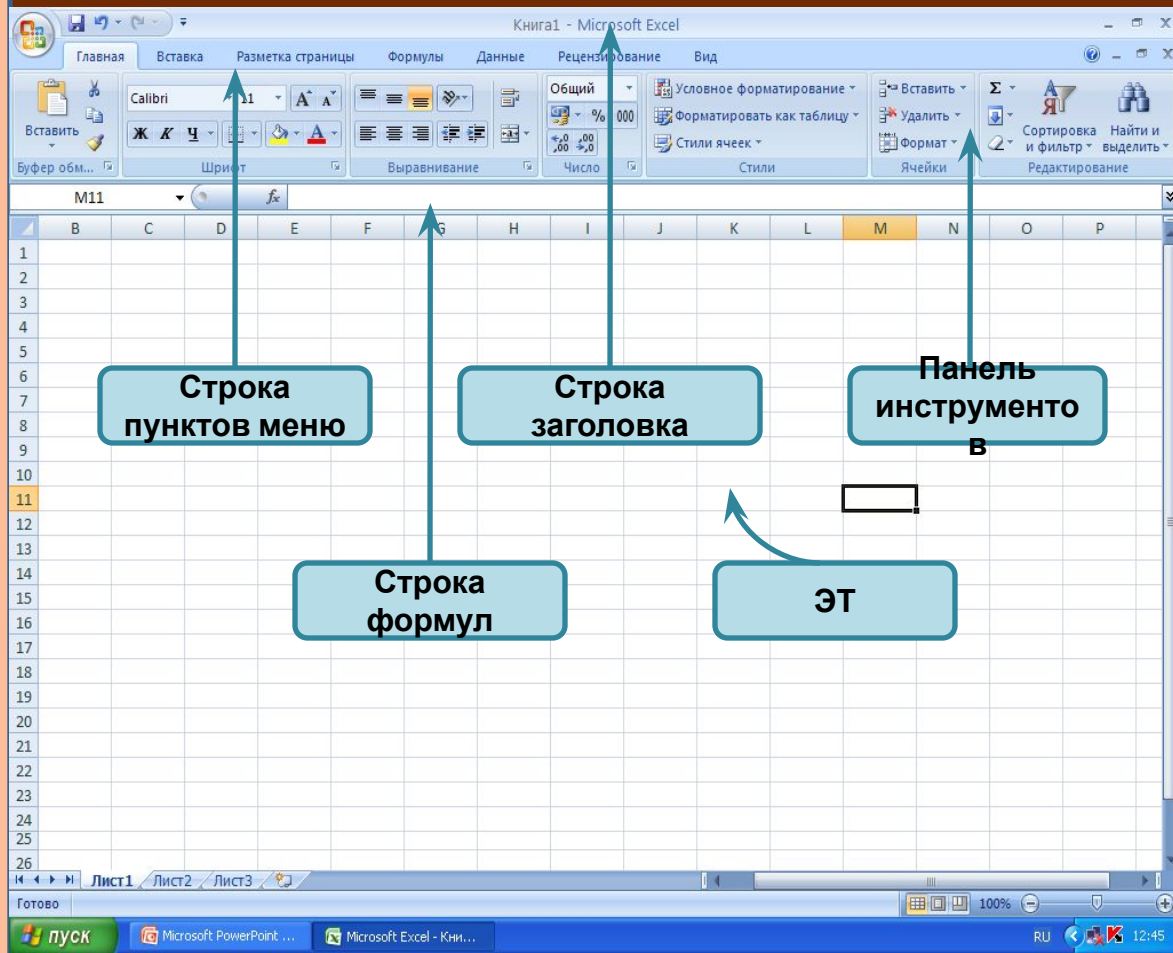 Книга1 - Microsoft Excel
Главная Вставка Разметка страницы Формулы Данные Рецензирование Вид
Calibri 11 Общий Условное форматирование Вставить Σ
Вставить Ж К Ч % 000 Форматировать как таблицу Удалить Сортировка и фильтр Найти и выделить
Стили ячеек Формат
Буфер обм... Шрифт Выравнивание Число Стили Ячейки Редактирование
M11 fx
B C D E F G H I J K L M N O P
1
2
3
4
5
6
7
8
9
10
11
12
13
14
15
16
17
18
19
20
21
22
23
24
25
26
Строка
пунктов меню
Строка
заголовка
Панель
инструменто
в
Строка
формул
ЭТ
Лист1 Лист2 Лист3
Готово 100%
пуск Microsoft PowerPoint ... Microsoft Excel - Кни... RU 12:45